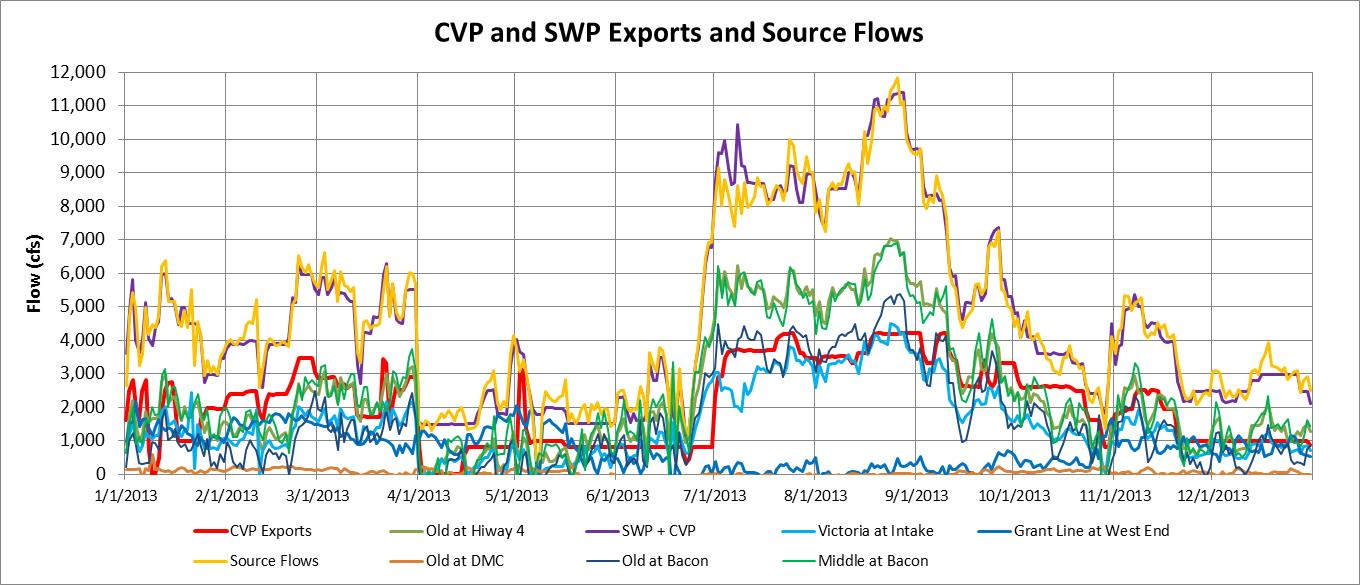 CVP and SWP Exports and Source Flows
12,000
11,000
10,000
9,000
8,000
7,000
6,000
5,000
4,000
3,000
2,000
1,000
0
Flow (cfs)
1/1/2013 2/1/2013 3/1/2013 4/1/2013 5/1/2013 6/1/2013 7/1/2013 8/1/2013 9/1/2013 10/1/2013 11/1/2013 12/1/2013
CVP Exports Old at Hiway 4 SWP + CVP Victoria at Intake Grant Line at West End
Source Flows Old at DMC Old at Bacon Middle at Bacon